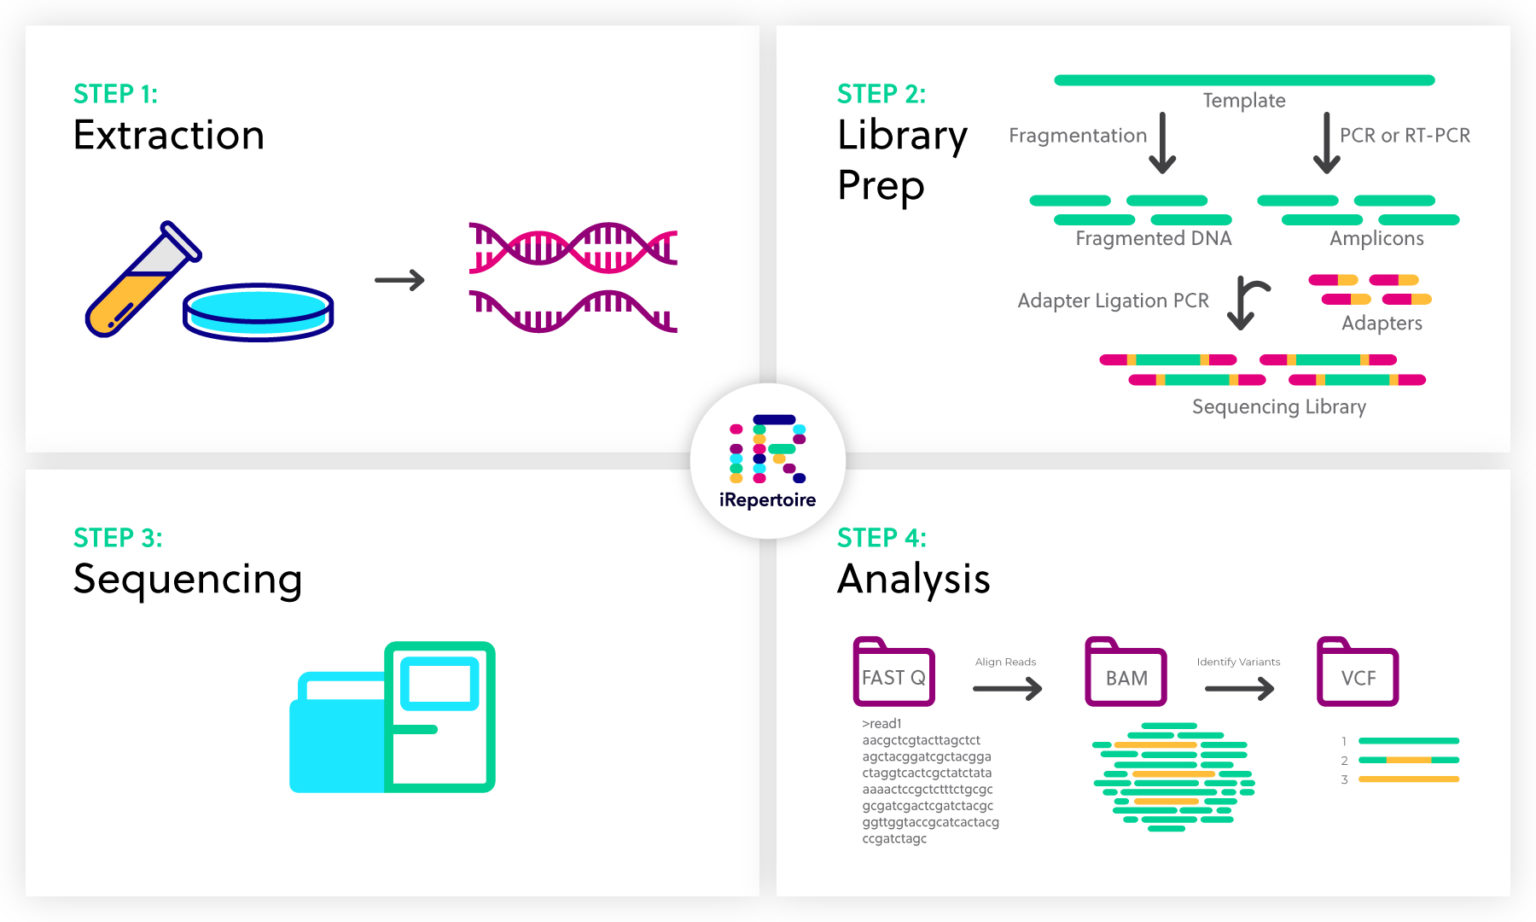 STEP 1:
Extraction
STEP 2:
Library
Prep
Template
Fragmentation
PCR or RT-PCR
Fragmented DNA
Amplicons
Adapter Ligation PCR
Adapters
Sequencing Library
iR
iRepertoire
STEP 3:
Sequencing
STEP 4:
Analysis
FAST Q
Align Reads
BAM
Identify Variants
VCF
>read1
aacgctcgtacttagctct
agctacggatcgctacgga
ctaggtcactcgctatctata
aaaactccgctctttctgcgc
gcgatcgactcgatctacgc
ggttggtaccgcatcactacg
ccgatctagc
1
2
3